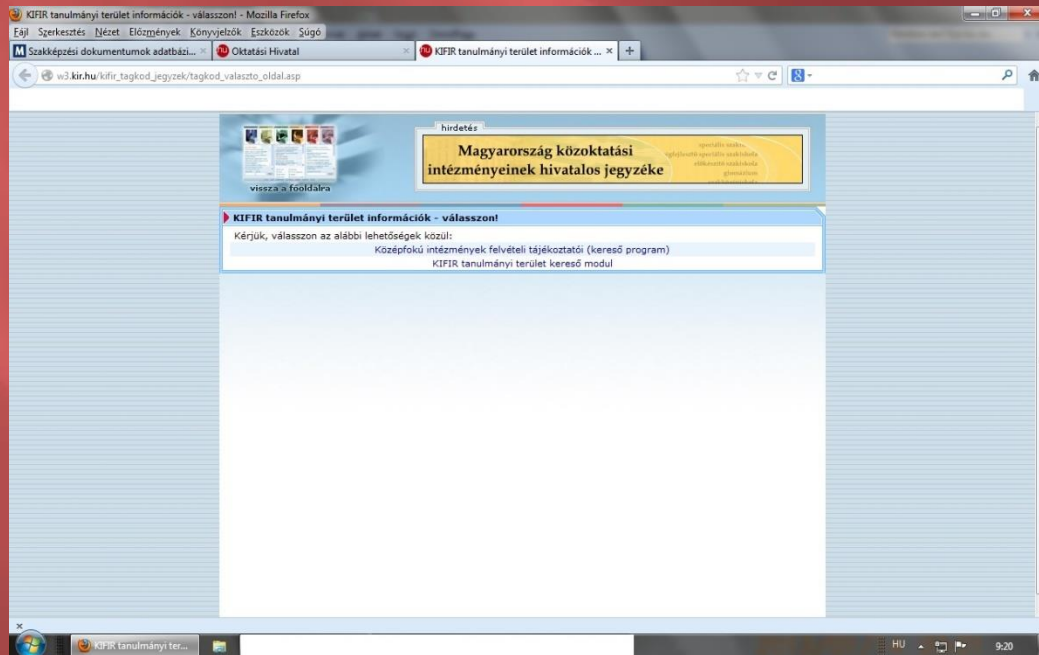 KIFIR tanulmányi terület információk - válasszon! - Mozilla Firefox
Fájl Szerkesztés Nézet Előzmények Könyvjelzők Eszközök Súgó
Szakképzési dokumentumok adatbázi... Oktatási Hivatal KIFIR tanulmányi terület információk ...
w3.kir.hu/kifir_tagkod_jegyzek/tagkod_valaszto_oldal.asp
hirdetés
Magyarország közoktatási
intézményeinek hivatalos jegyzéke
vissza a főoldalra
KIFIR tanulmányi terület információk - válasszon!
Kérjük, válasszon az alábbi lehetőségek közül:
Középfokú intézmények felvételi tájékoztatói (kereső program)
KIFIR tanulmányi terület kereső modul
KIFIR tanulmányi ter...
HU
9:20